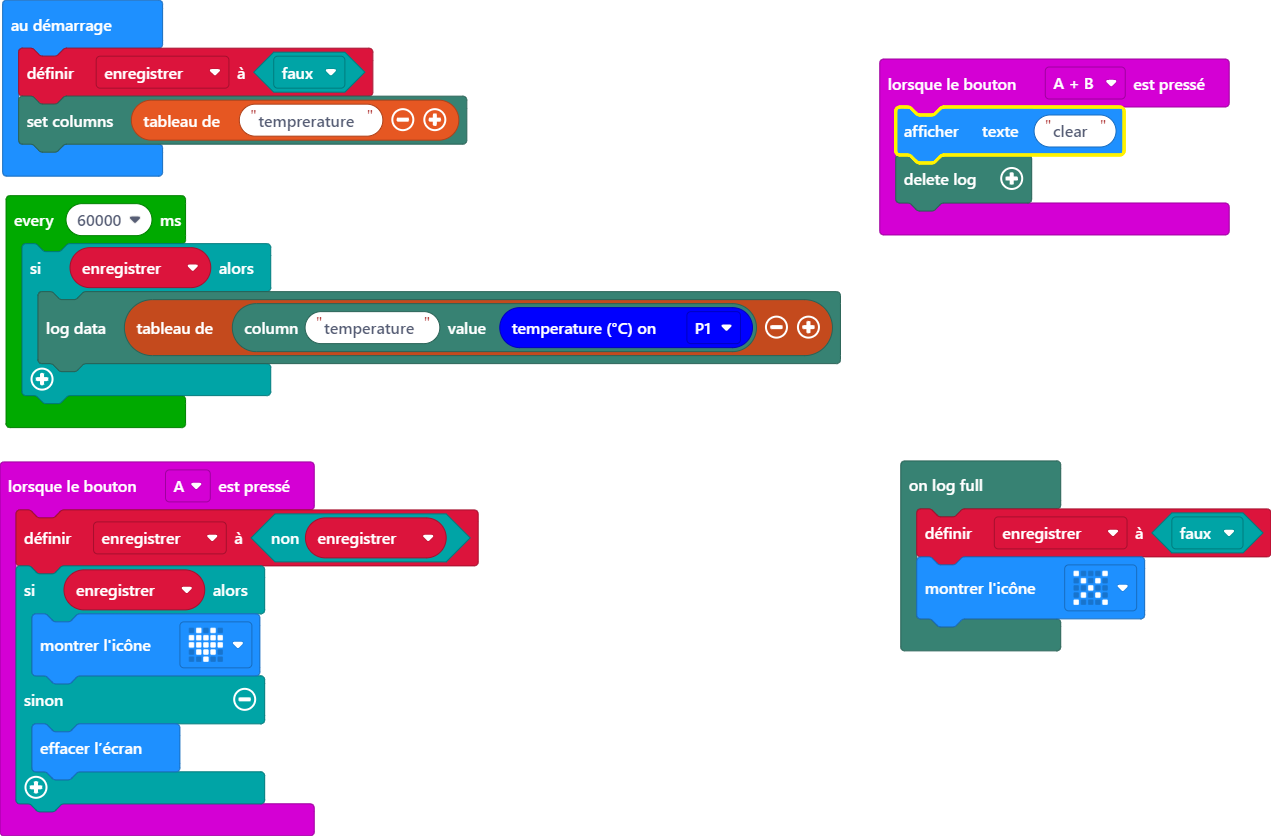 au démarrage
définir enregistrer à faux
set columns tableau de "temprerature"
every 60000 ms
si enregistrer alors
log data tableau de column "temperature" value temperature (°C) on P1
lorsque le bouton A est pressé
définir enregistrer à non enregistrer
si enregistrer alors
montrer l'icône
sinon
effacer l'écran
lorsque le bouton A + B est pressé
afficher texte "clear"
delete log
on log full
définir enregistrer à faux
montrer l'icône